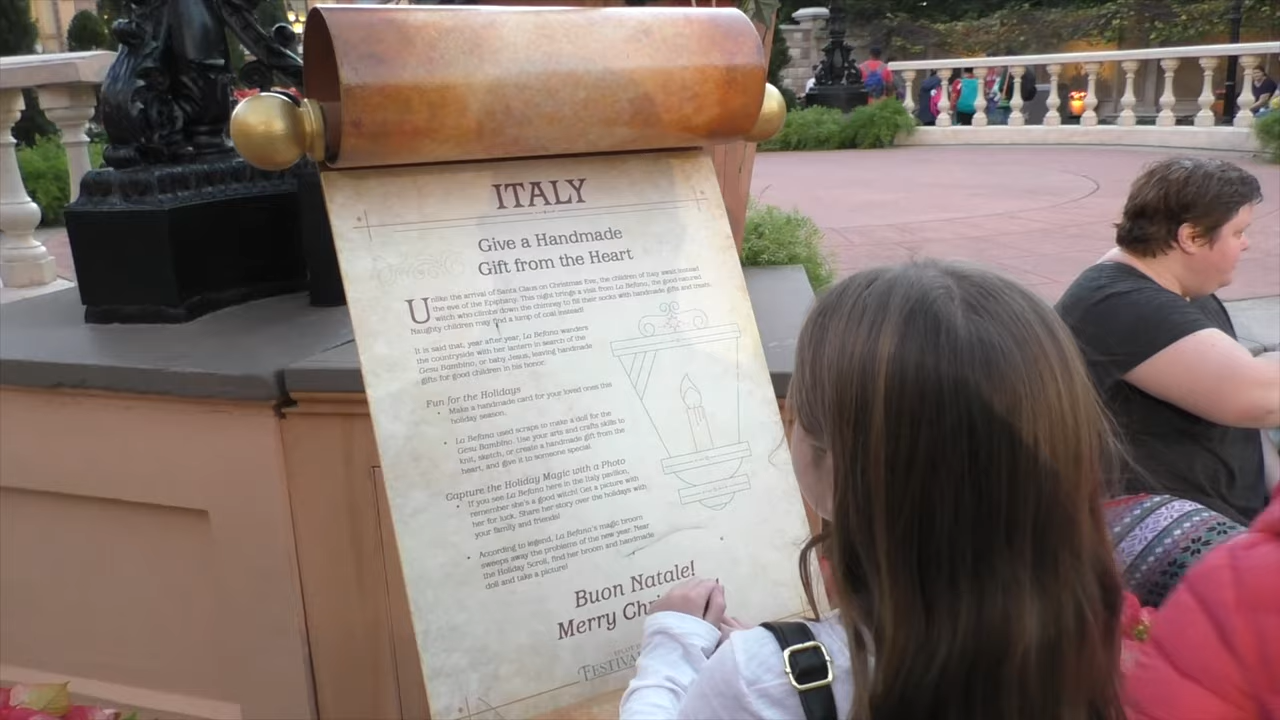 ITALY
Give a Handmade
Gift from the Heart
Unlike the arrival of Santa Claus on Christmas Eve, the children of Italy await instead
the eve of the Epiphany. This night brings a visit from La Befana, the good-natured
witch who climbs down the chimney to fill their socks with handmade gifts and treats.
Naughty children may find a lump of coal instead!
It is said that, year after year, La Befana wanders
the countryside with her lantern in search of the
Gesu Bambino, or baby Jesus, leaving handmade
gifts for good children in his honor.
Fun for the Holidays
• Make a handmade card for your loved ones this
holiday season.
• La Befana used scraps to make a doll for the
Gesu Bambino. Use your arts and crafts skills to
knit, sketch, or create a handmade gift from the
heart, and give it to someone special.
Capture the Holiday Magic with a Photo
• If you see La Befana here in the Italy pavilion,
remember she's a good witch! Get a picture with
her for luck. Share her story over the holidays with
your family and friends!
• According to legend, La Befana's magic broom
sweeps away the problems of the new year. Near
the Holiday Scroll, find her broom and handmade
doll and take a picture!
Buon Natale!
Merry Chr
FESTIVA